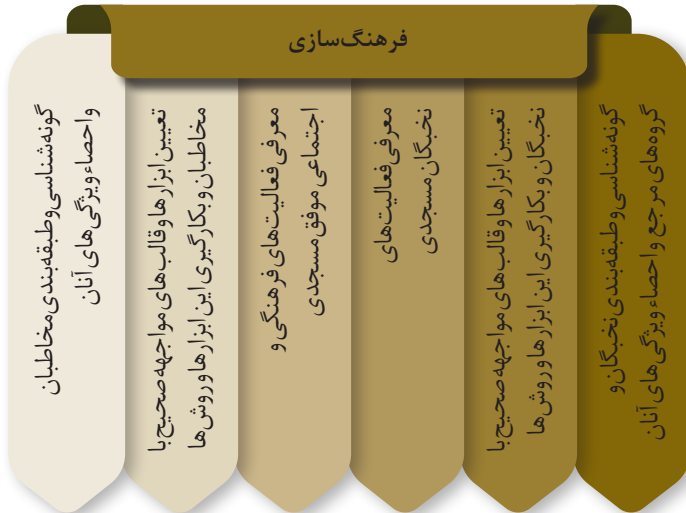 فرهنگ‌سازی
گونه‌شناسی و طبقه‌بندی نخبگان و
گروه‌های مرجع و احصاء ویژگی‌های آنان
تعیین ابزارها و قالب‌های مواجهه صحیح با
نخبگان و بکارگیری این ابزارها و روش‌ها
معرفی فعالیت‌های
نخبگان مسجدی
معرفی فعالیت‌های فرهنگی و
اجتماعی موفق مسجدی
تعیین ابزارها و قالب‌های مواجهه صحیح با
مخاطبان و بکارگیری این ابزارها و روش‌ها
گونه‌شناسی و طبقه‌بندی مخاطبان
و احصاء ویژگی‌های آنان